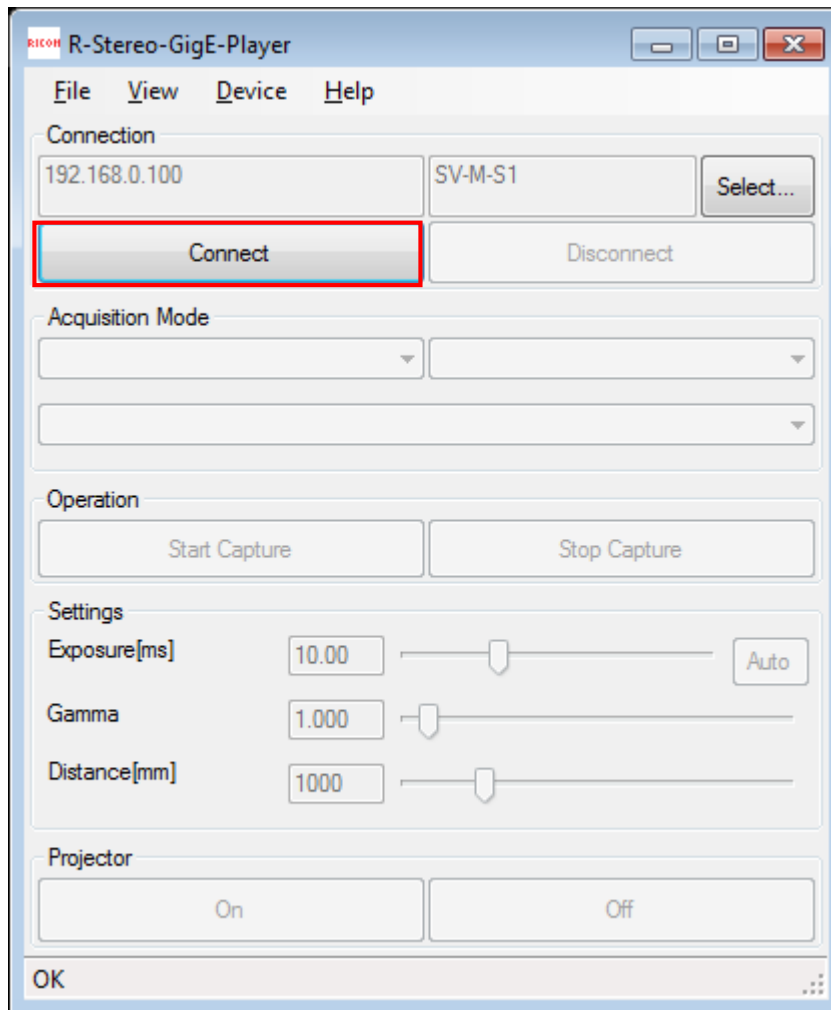 RICOH R-Stereo-GigE-Player
File View Device Help
Connection
192.168.0.100 SV-M-S1 Select...
Connect Disconnect
Acquisition Mode
Operation
Start Capture Stop Capture
Settings
Exposure[ms] 10.00 Auto
Gamma 1.000
Distance[mm] 1000
Projector
On Off
OK